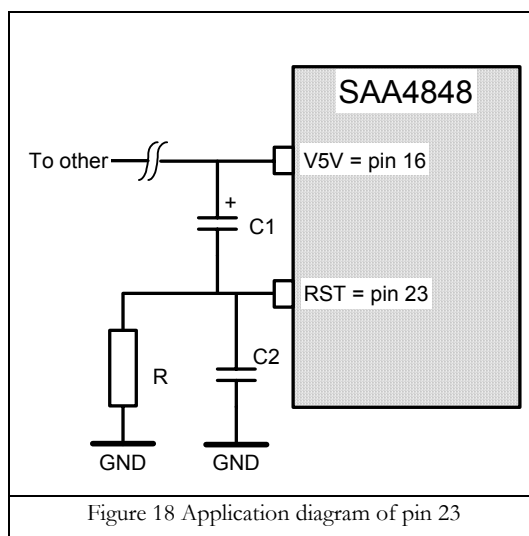 SAA4848
To other
V5V = pin 16
+
C1
RST = pin 23
C2
R
GND
GND
Figure 18 Application diagram of pin 23